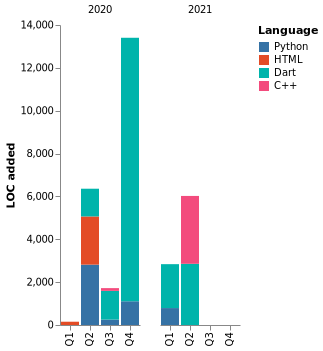 2020
2021
LOC added
14,000
12,000
10,000
8,000
6,000
4,000
2,000
0
Q1
Q2
Q3
Q4
Q1
Q2
Q3
Q4
Language
Python
HTML
Dart
C++